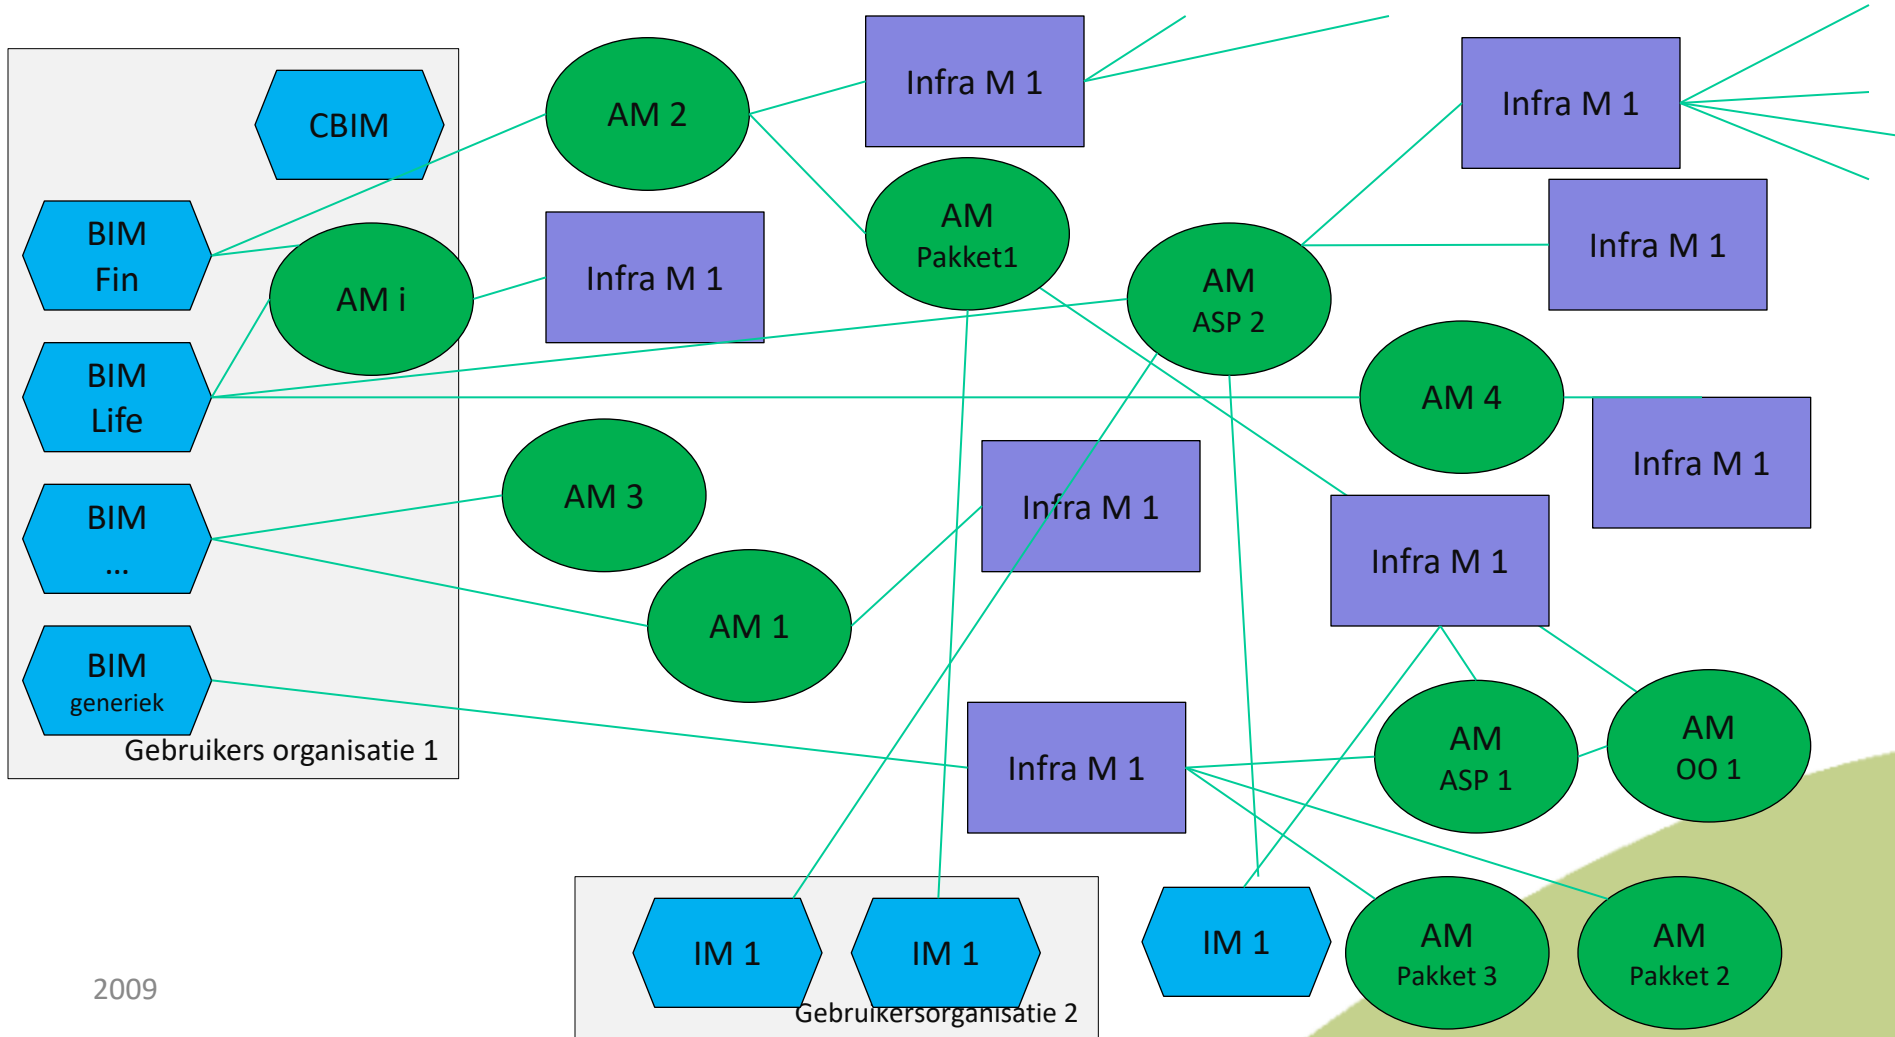 Infra M 1
Infra M 1
AM 2
CBIM
AM
Pakket1
BIM
Fin
Infra M 1
AM
ASP 2
Infra M 1
AM i
BIM
Life
AM 4
Infra M 1
AM 3
Infra M 1
BIM
...
Infra M 1
AM 1
BIM
generiek
Gebruikers organisatie 1
Infra M 1
AM
ASP 1
AM
OO 1
IM 1
IM 1
IM 1
AM
Pakket 3
AM
Pakket 2
Gebruikersorganisatie 2
2009